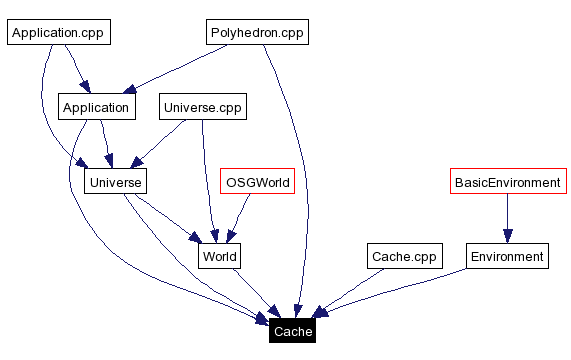 Application.cpp
Polyhedron.cpp
Application
Universe.cpp
Universe
OSGWorld
BasicEnvironment
World
Cache.cpp
Environment
Cache